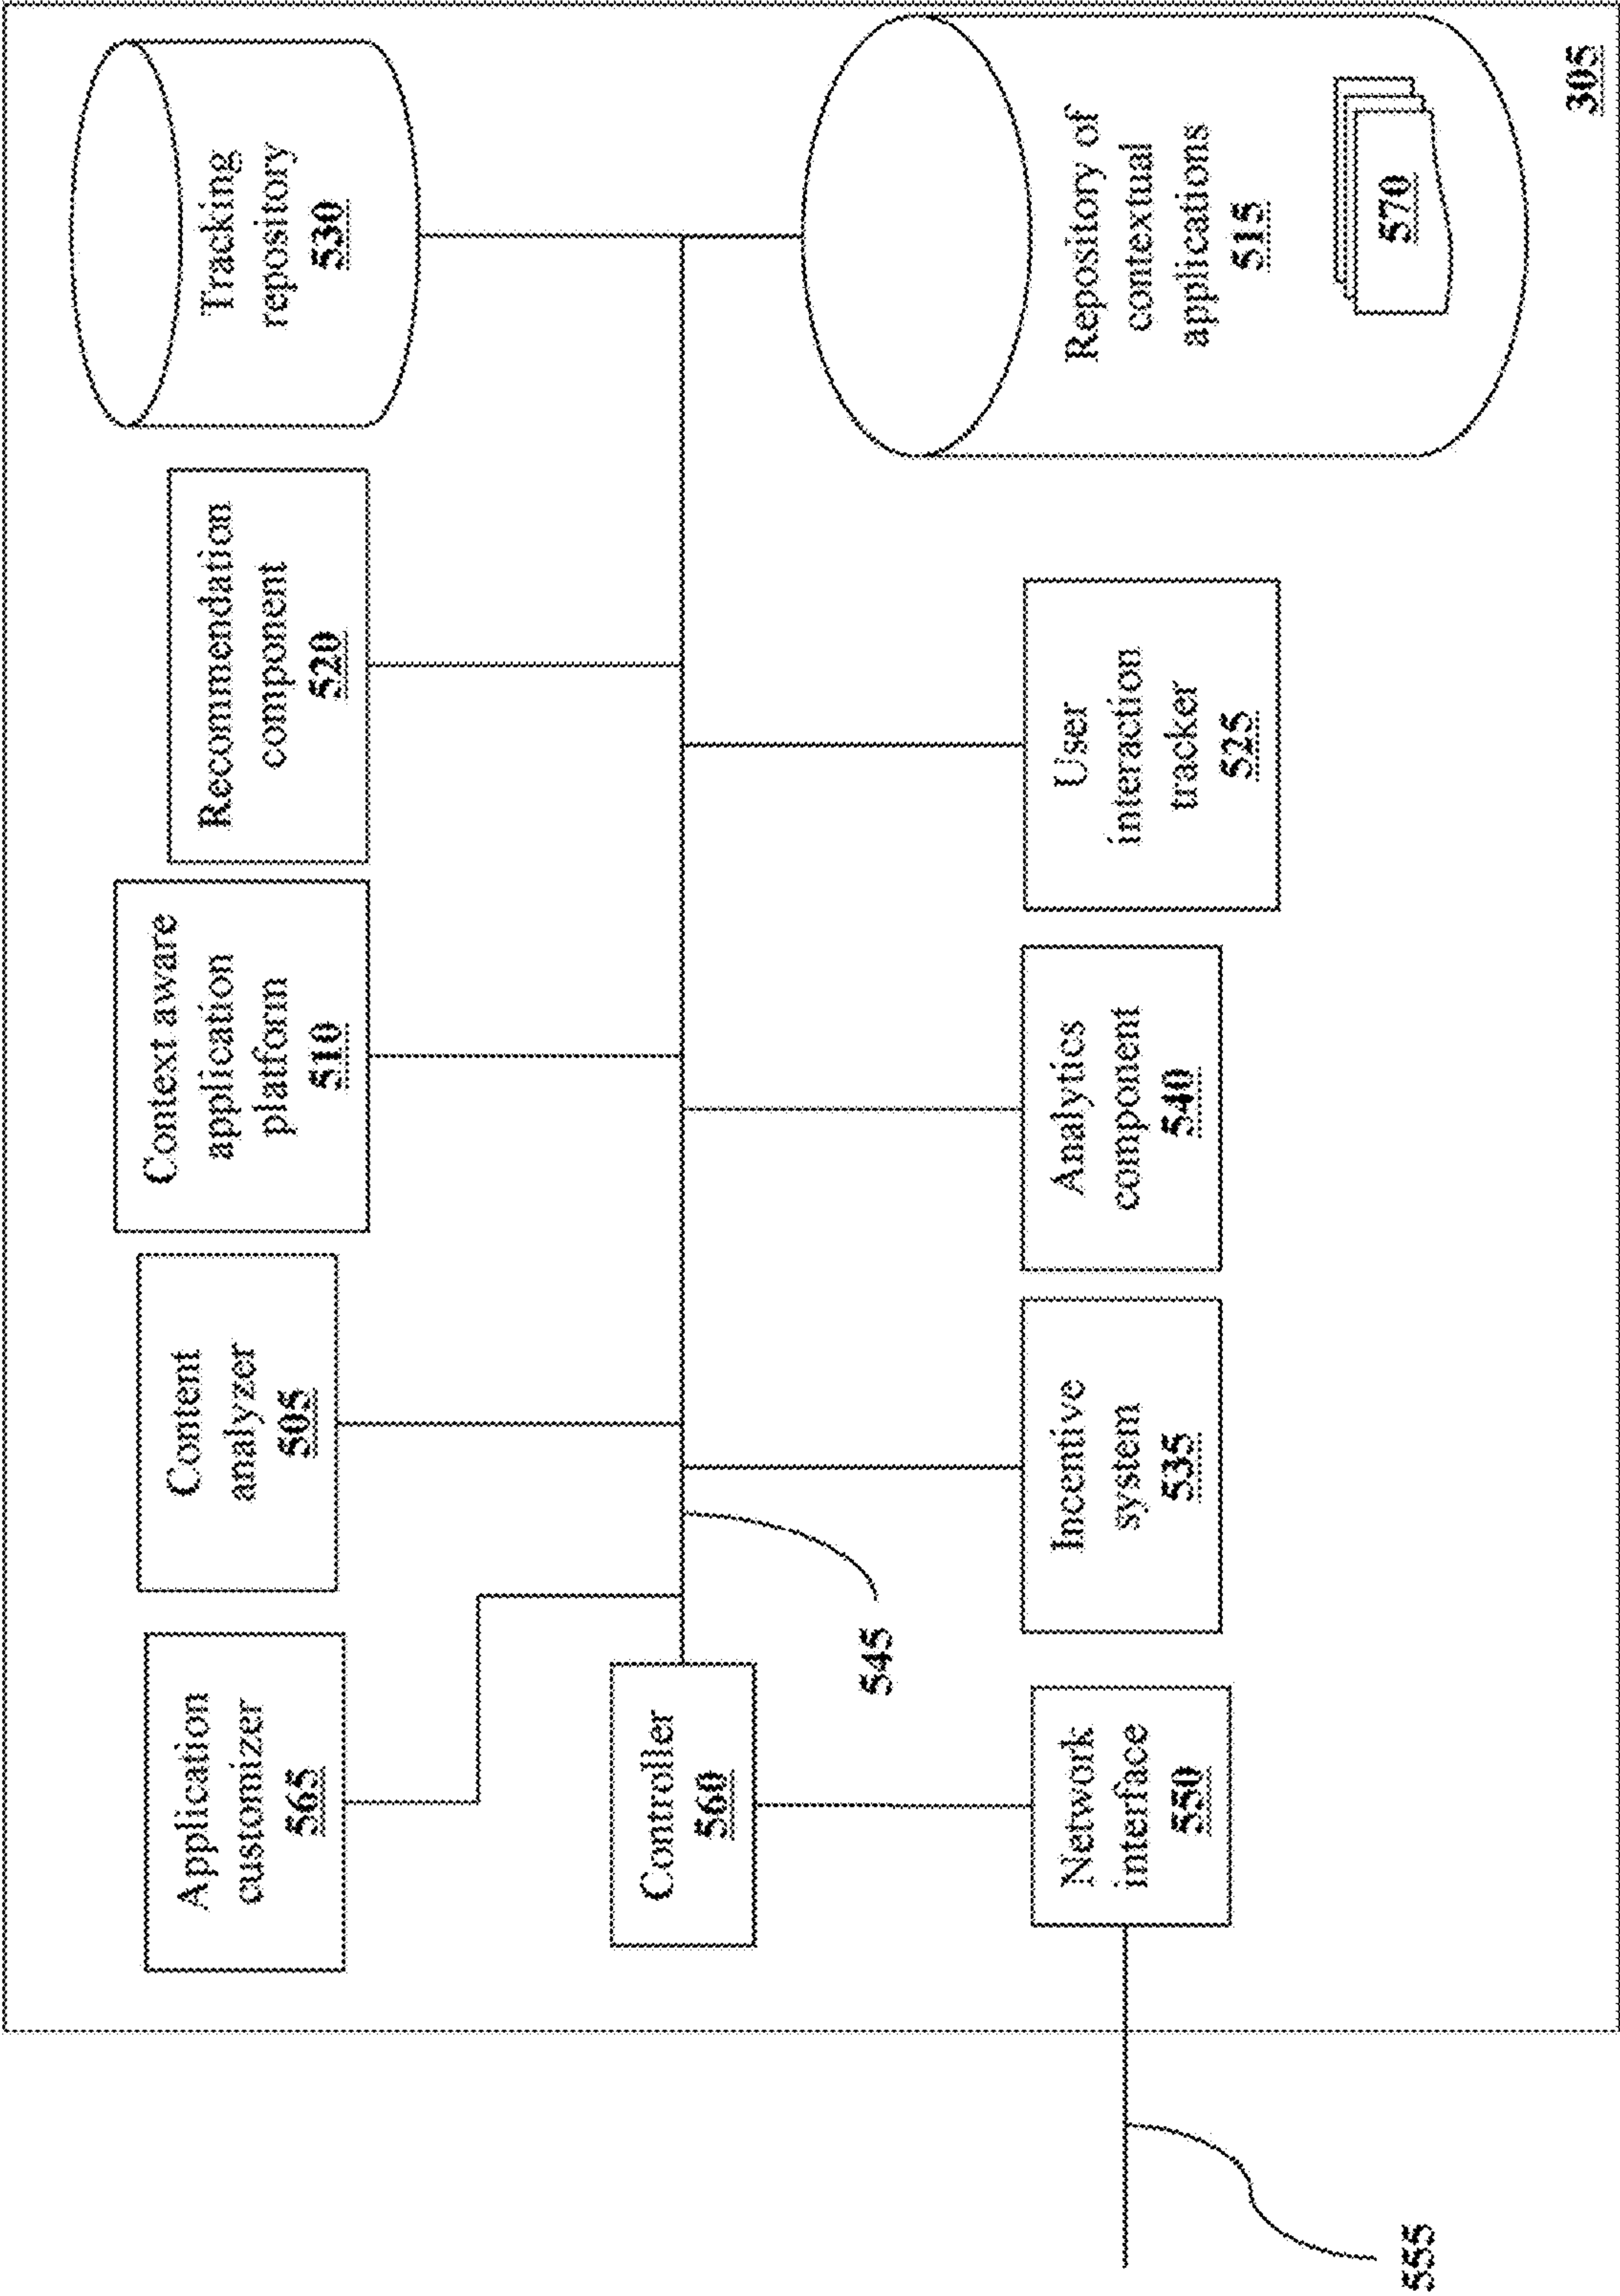 Application
customizer
565
Content
analyzer
505
Context aware
application
platform
510
Recommendation
component
520
Tracking
repository
530
Controller
560
545
Network
interface
550
Incentive
system
535
Analytics
component
540
User
interaction
tracker
525
Repository of
contextual
applications
515
570
555
305